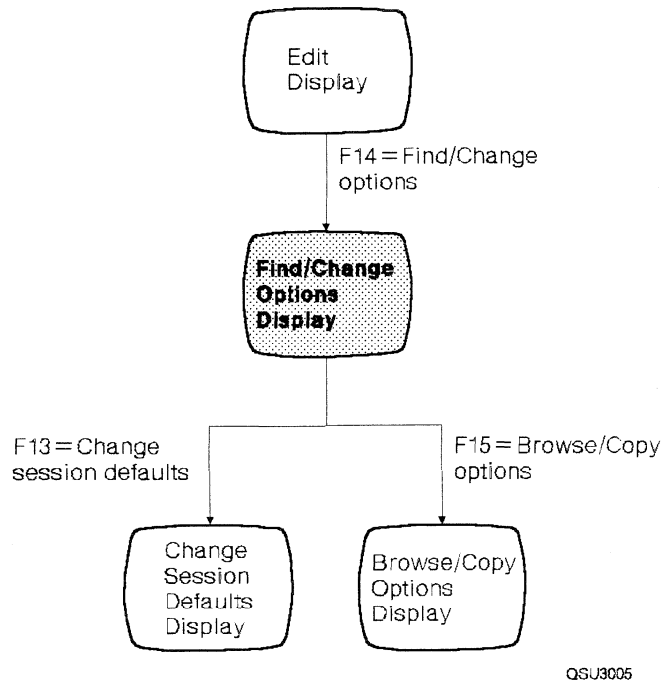 Edit
Display
F14=Find/Change
options
Find/Change
Options
Display
F13=Change
session defaults
F15=Browse/Copy
options
Change
Session
Defaults
Display
Browse/Copy
Options
Display
QSU3005